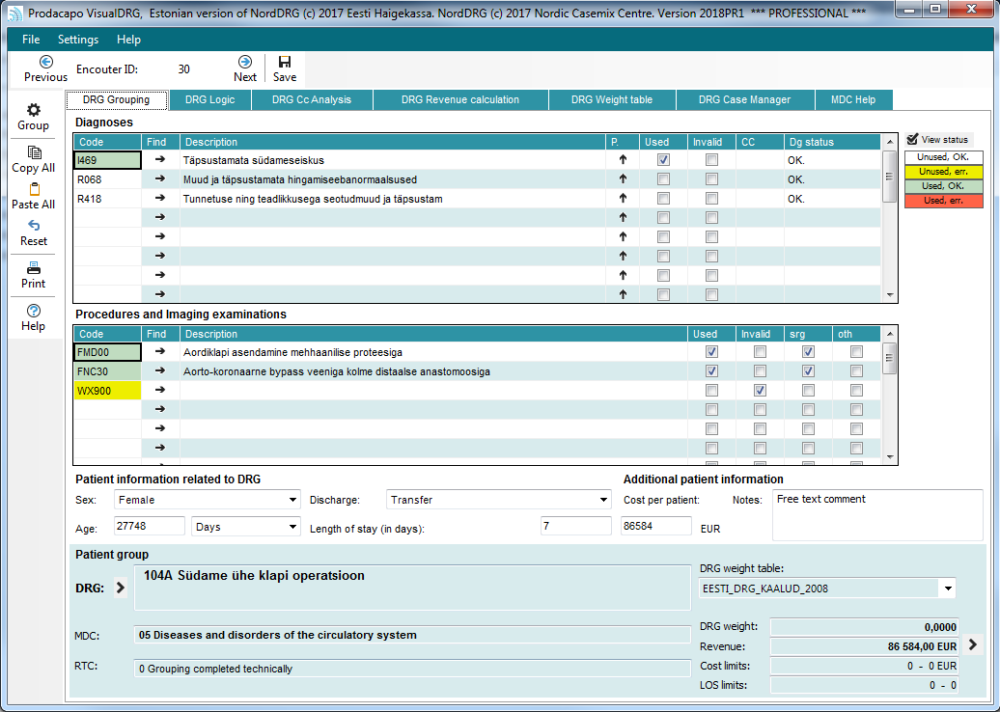 Prodacapo VisualDRG, Estonian version of NordDRG (c) 2017 Eesti Haigekassa. NordDRG (c) 2017 Nordic Casemix Centre. Version 2018PR1 *** PROFESSIONAL ***
File Settings Help
Previous Encouter ID: 30 Next Save
DRG Grouping DRG Logic DRG Cc Analysis DRG Revenue calculation DRG Weight table DRG Case Manager MDC Help
Group
Copy All
Paste All
Reset
Print
Help
Diagnoses
Code Find Description P. Used Invalid CC Dg status
I469 Täpsustamata südameseiskus OK.
R068 Muud ja täpsustamata hingamiseebanormaalsused OK.
R418 Tunnetuse ning teadlikkusega seotudmuud ja täpsustam OK.
View status
Unused, OK.
Unused, err.
Used, OK.
Used, err.
Procedures and Imaging examinations
Code Find Description Used Invalid srg oth
FMD00 Aordiklapi asendamine mehhaanilise proteesiga
FNC30 Aorto-koronaarne bypass veeniga kolme distaalse anastomoosiga
WX900
Patient information related to DRG
Sex: Female Discharge: Transfer
Age: 27748 Days Length of stay (in days): 7
Additional patient information
Cost per patient: Notes: Free text comment
86584 EUR
Patient group
DRG: 104A Südame ühe klapi operatsioon
MDC: 05 Diseases and disorders of the circulatory system
RTC: 0 Grouping completed technically
DRG weight table:
EESTI_DRG_KAALUD_2008
DRG weight: 0,0000
Revenue: 86 584,00 EUR
Cost limits: 0 - 0 EUR
LOS limits: 0 - 0